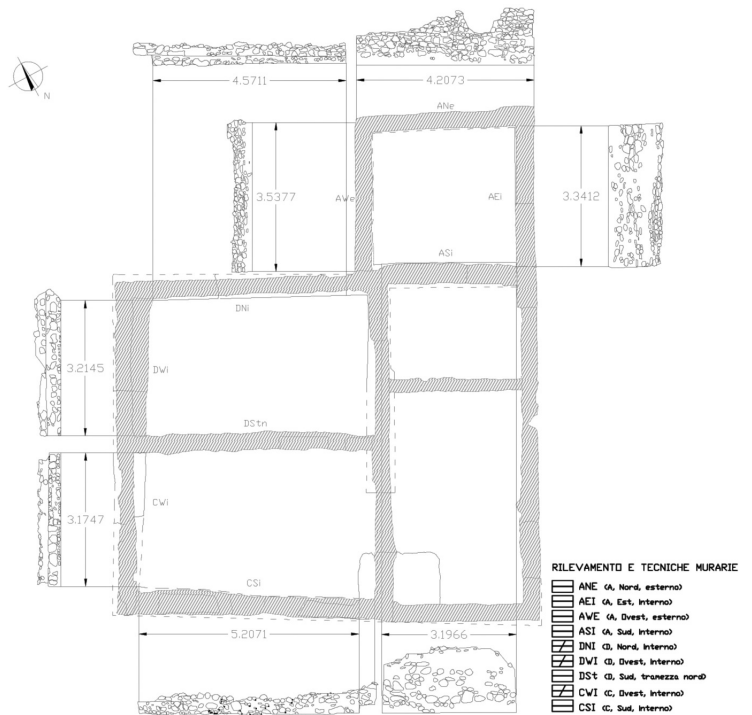 4.5711
4.2073
N
ANe
3.5377
AWe
AEi
3.3412
ASi
DNi
3.2145
DWi
DStn
3.1747
CWi
CSi
5.2071
3.1966
RILEVAMENTO E TECNICHE MURARIE
ANE (A, Nord, esterno)
AEI (A, Est, Interno)
AWE (A, Ovest, esterno)
ASI (A, Sud, Interno)
DNI (D, Nord, Interno)
DWI (D, Ovest, Interno)
DSt (D, Sud, tramezza nord)
CWI (C, Ovest, Interno)
CSI (C, Sud, Interno)